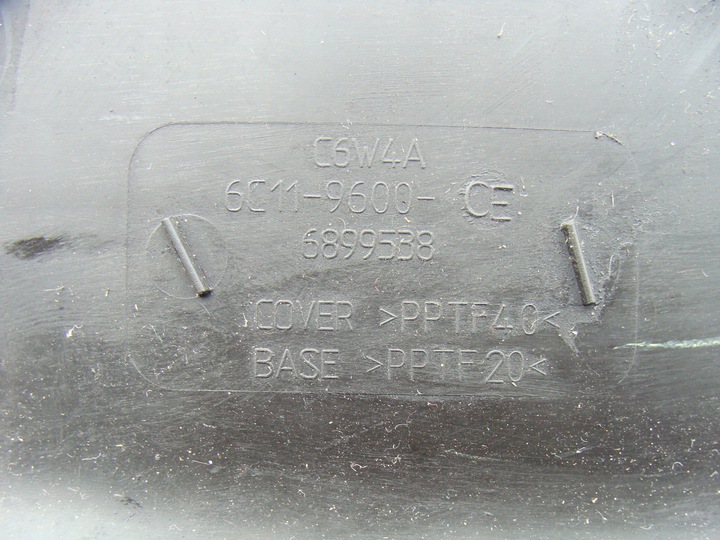 C6W4A
6C11-9600-CE
6899538
COVER >PPTF40<
BASE >PPTF20<